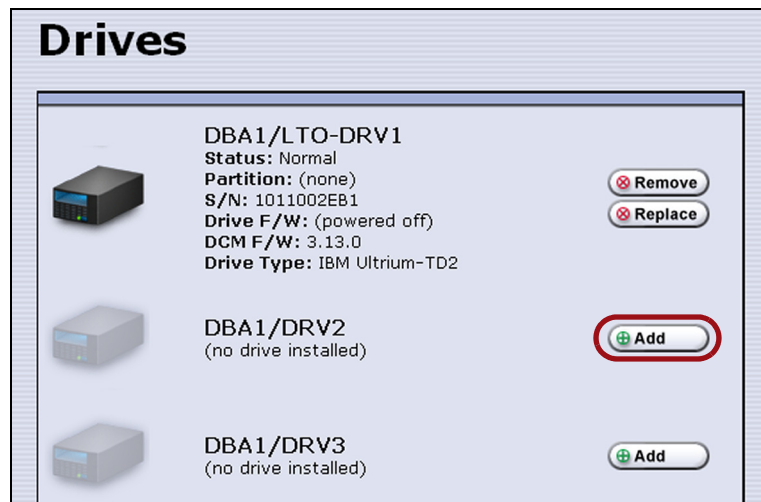 Drives
DBA1/LTO-DRV1
Status: Normal
Partition: (none)
S/N: 1011002EB1
Drive F/W: (powered off)
DCM F/W: 3.13.0
Drive Type: IBM Ultrium-TD2
Remove
Replace
DBA1/DRV2
(no drive installed)
Add
DBA1/DRV3
(no drive installed)
Add